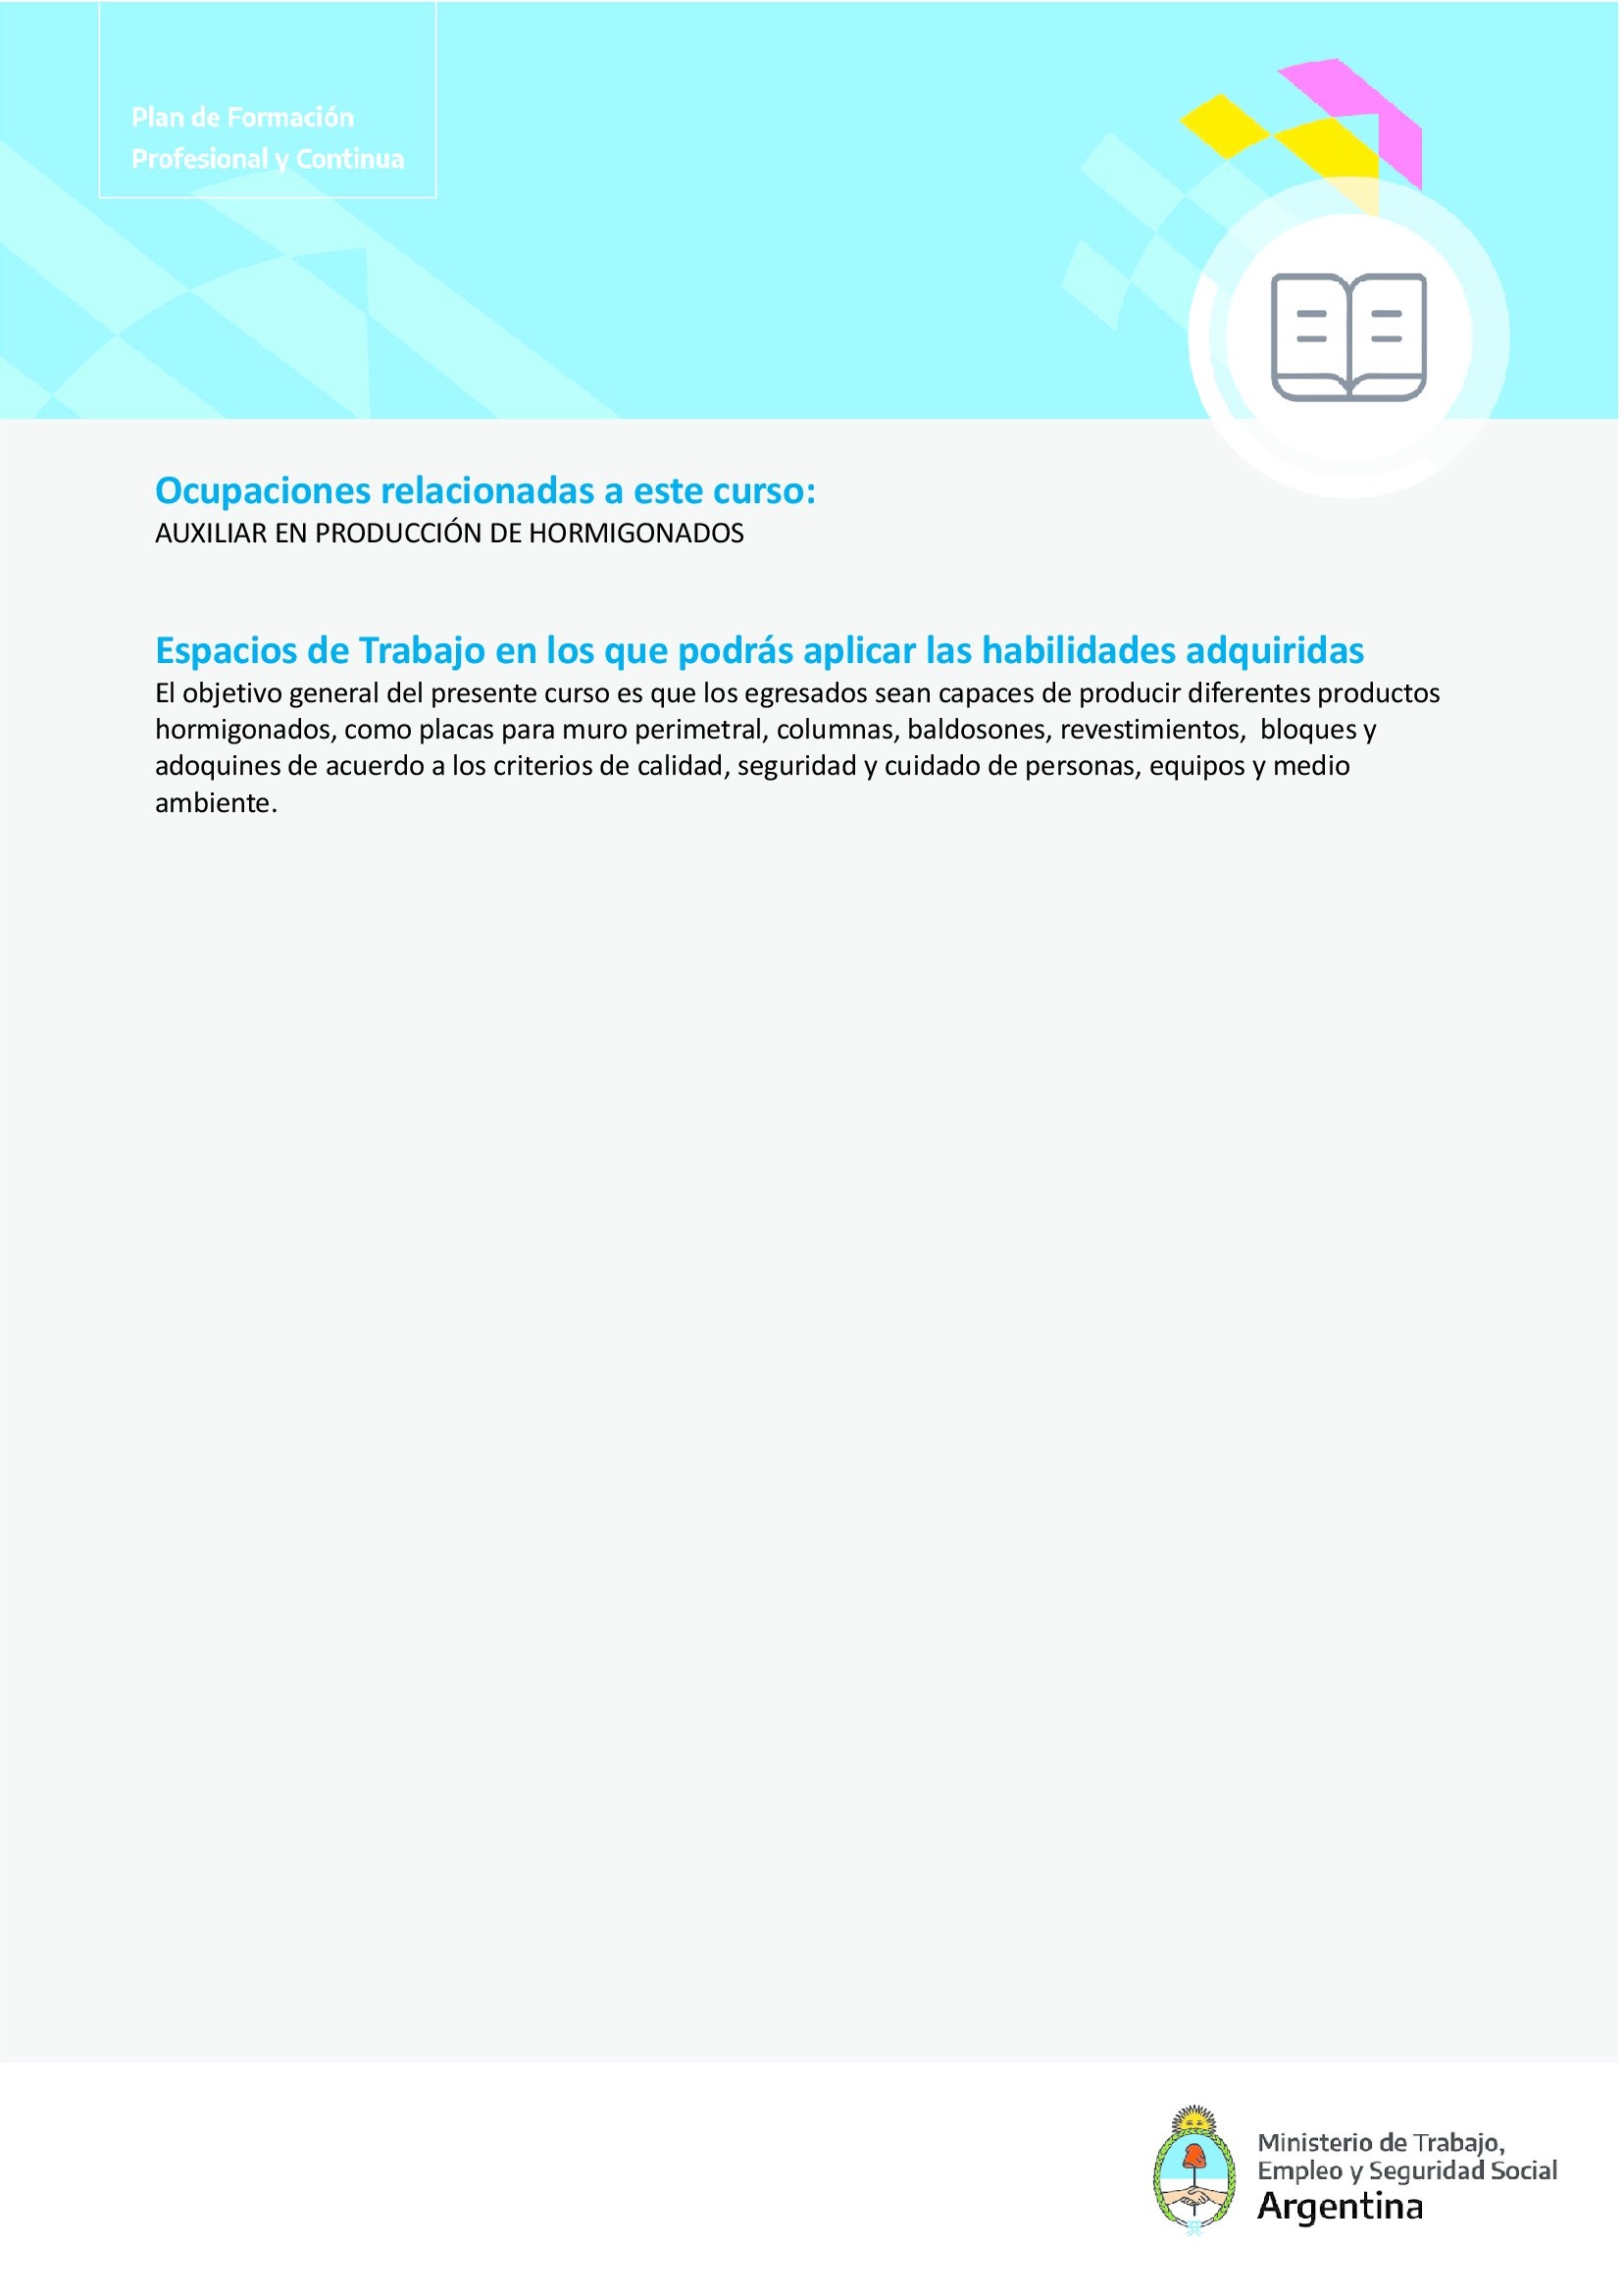 Plan de Formación
Profesional y Continua
Ocupaciones relacionadas a este curso:
AUXILIAR EN PRODUCCIÓN DE HORMIGONADOS
Espacios de Trabajo en los que podrás aplicar las habilidades adquiridas
El objetivo general del presente curso es que los egresados sean capaces de producir diferentes productos
hormigonados, como placas para muro perimetral, columnas, baldosones, revestimientos,  bloques y
adoquines de acuerdo a los criterios de calidad, seguridad y cuidado de personas, equipos y medio
ambiente.
Ministerio de Trabajo,
Empleo y Seguridad Social
Argentina